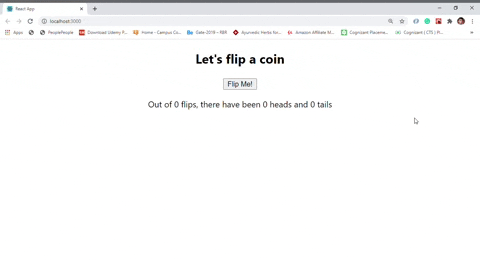 React App
localhost:3000
Apps
PeoplePeople
Download Udemy P...
Home - Campus Co...
Gate-2019 - RBR
Ayurvedic Herbs for...
Amazon Affiliate M...
Cognizant Placeme...
Cognizant | CTS | Pl...
Let's flip a coin
Flip Me!
Out of 0 flips, there have been 0 heads and 0 tails